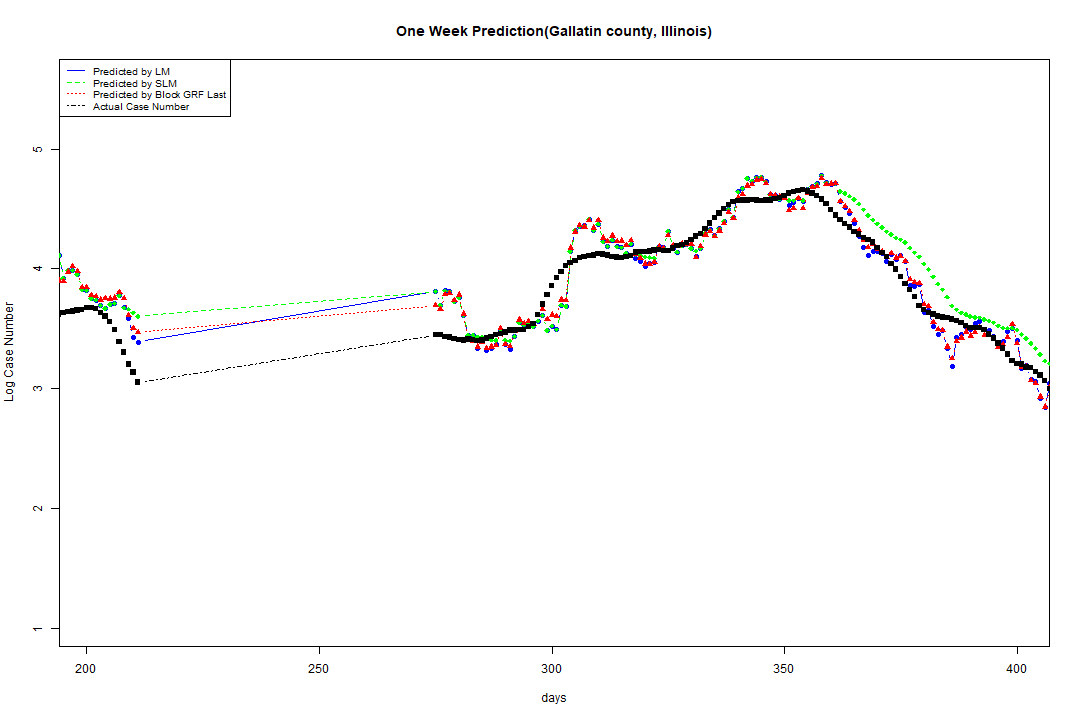 One Week Prediction(Gallatin county, Illinois)
Predicted by LM
Predicted by SLM
Predicted by Block GRF Last
Actual Case Number
5
4
3
2
1
Log Case Number
200 250 300 350 400
days